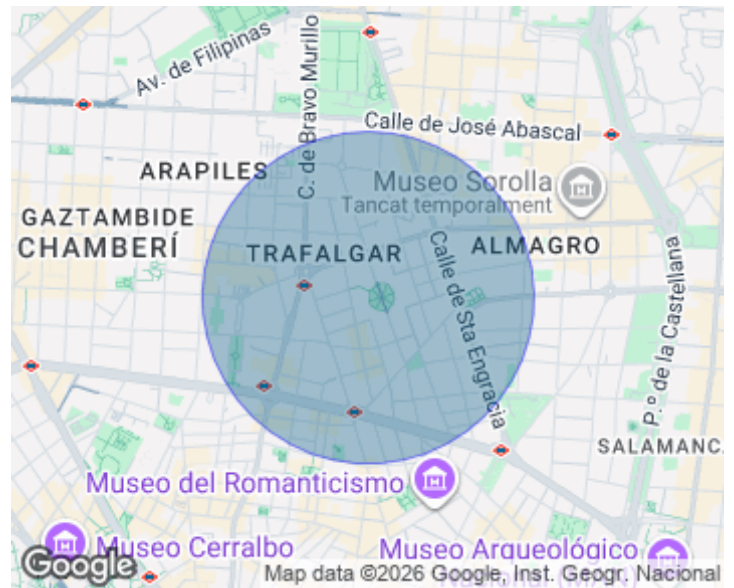 Av. de Filipinas
C. de Bravo Murillo
Calle de José Abascal
ARAPILES
Museo Sorolla
Tancat temporalment
GAZTAMBIDE
CHAMBERÍ
TRAFALGAR
ALMAGRO
Calle de Sta Engracia
P.º de la Castellana
SALAMANC
Museo del Romanticismo
Museo Cerralbo
Museo Arqueológico
Google
Map data ©2026 Google, Inst. Geogr. Nacional